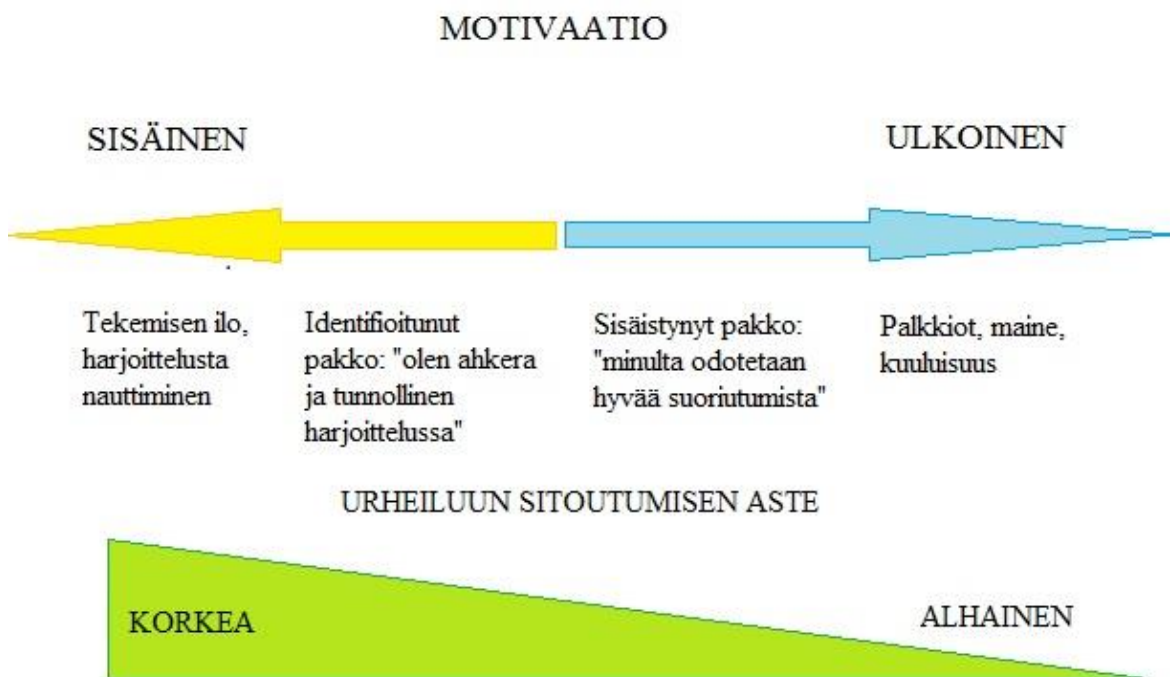 MOTIVAATIO
SISÄINEN
ULKOINEN
Tekemisen ilo,
harjoittelusta
nauttiminen
Identifioitunut
pakko: "olen ahkera
ja tunnollinen
harjoittelussa"
Sisäistynyt pakko:
"minulta odotetaan
hyvää suoriutumista"
Palkkiot, maine,
kuuluisuus
URHEILUUN SITOUTUMISEN ASTE
KORKEA
ALHAINEN